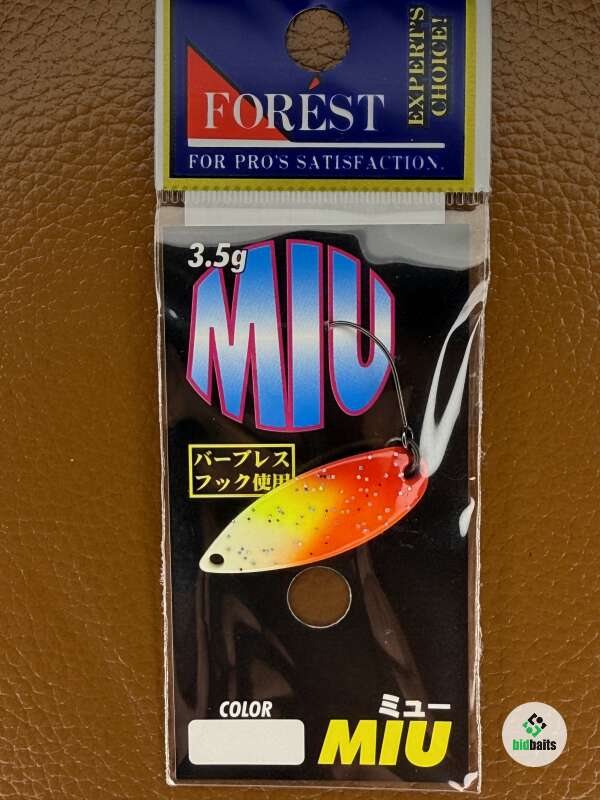 EXPERT'S
CHOICE!
FORÉST
FOR PRO'S SATISFACTION.
3.5g
MIU
バーブレス
フック使用
COLOR
ミュー
MIU
bidbaits